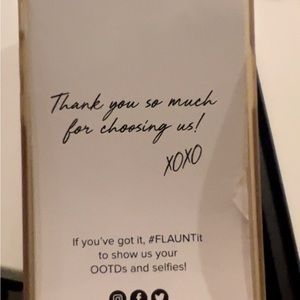 Thank you so much
for choosing us!
XOXO
If you've got it, #FLAUNTit
to show us your
OOTDs and selfies!